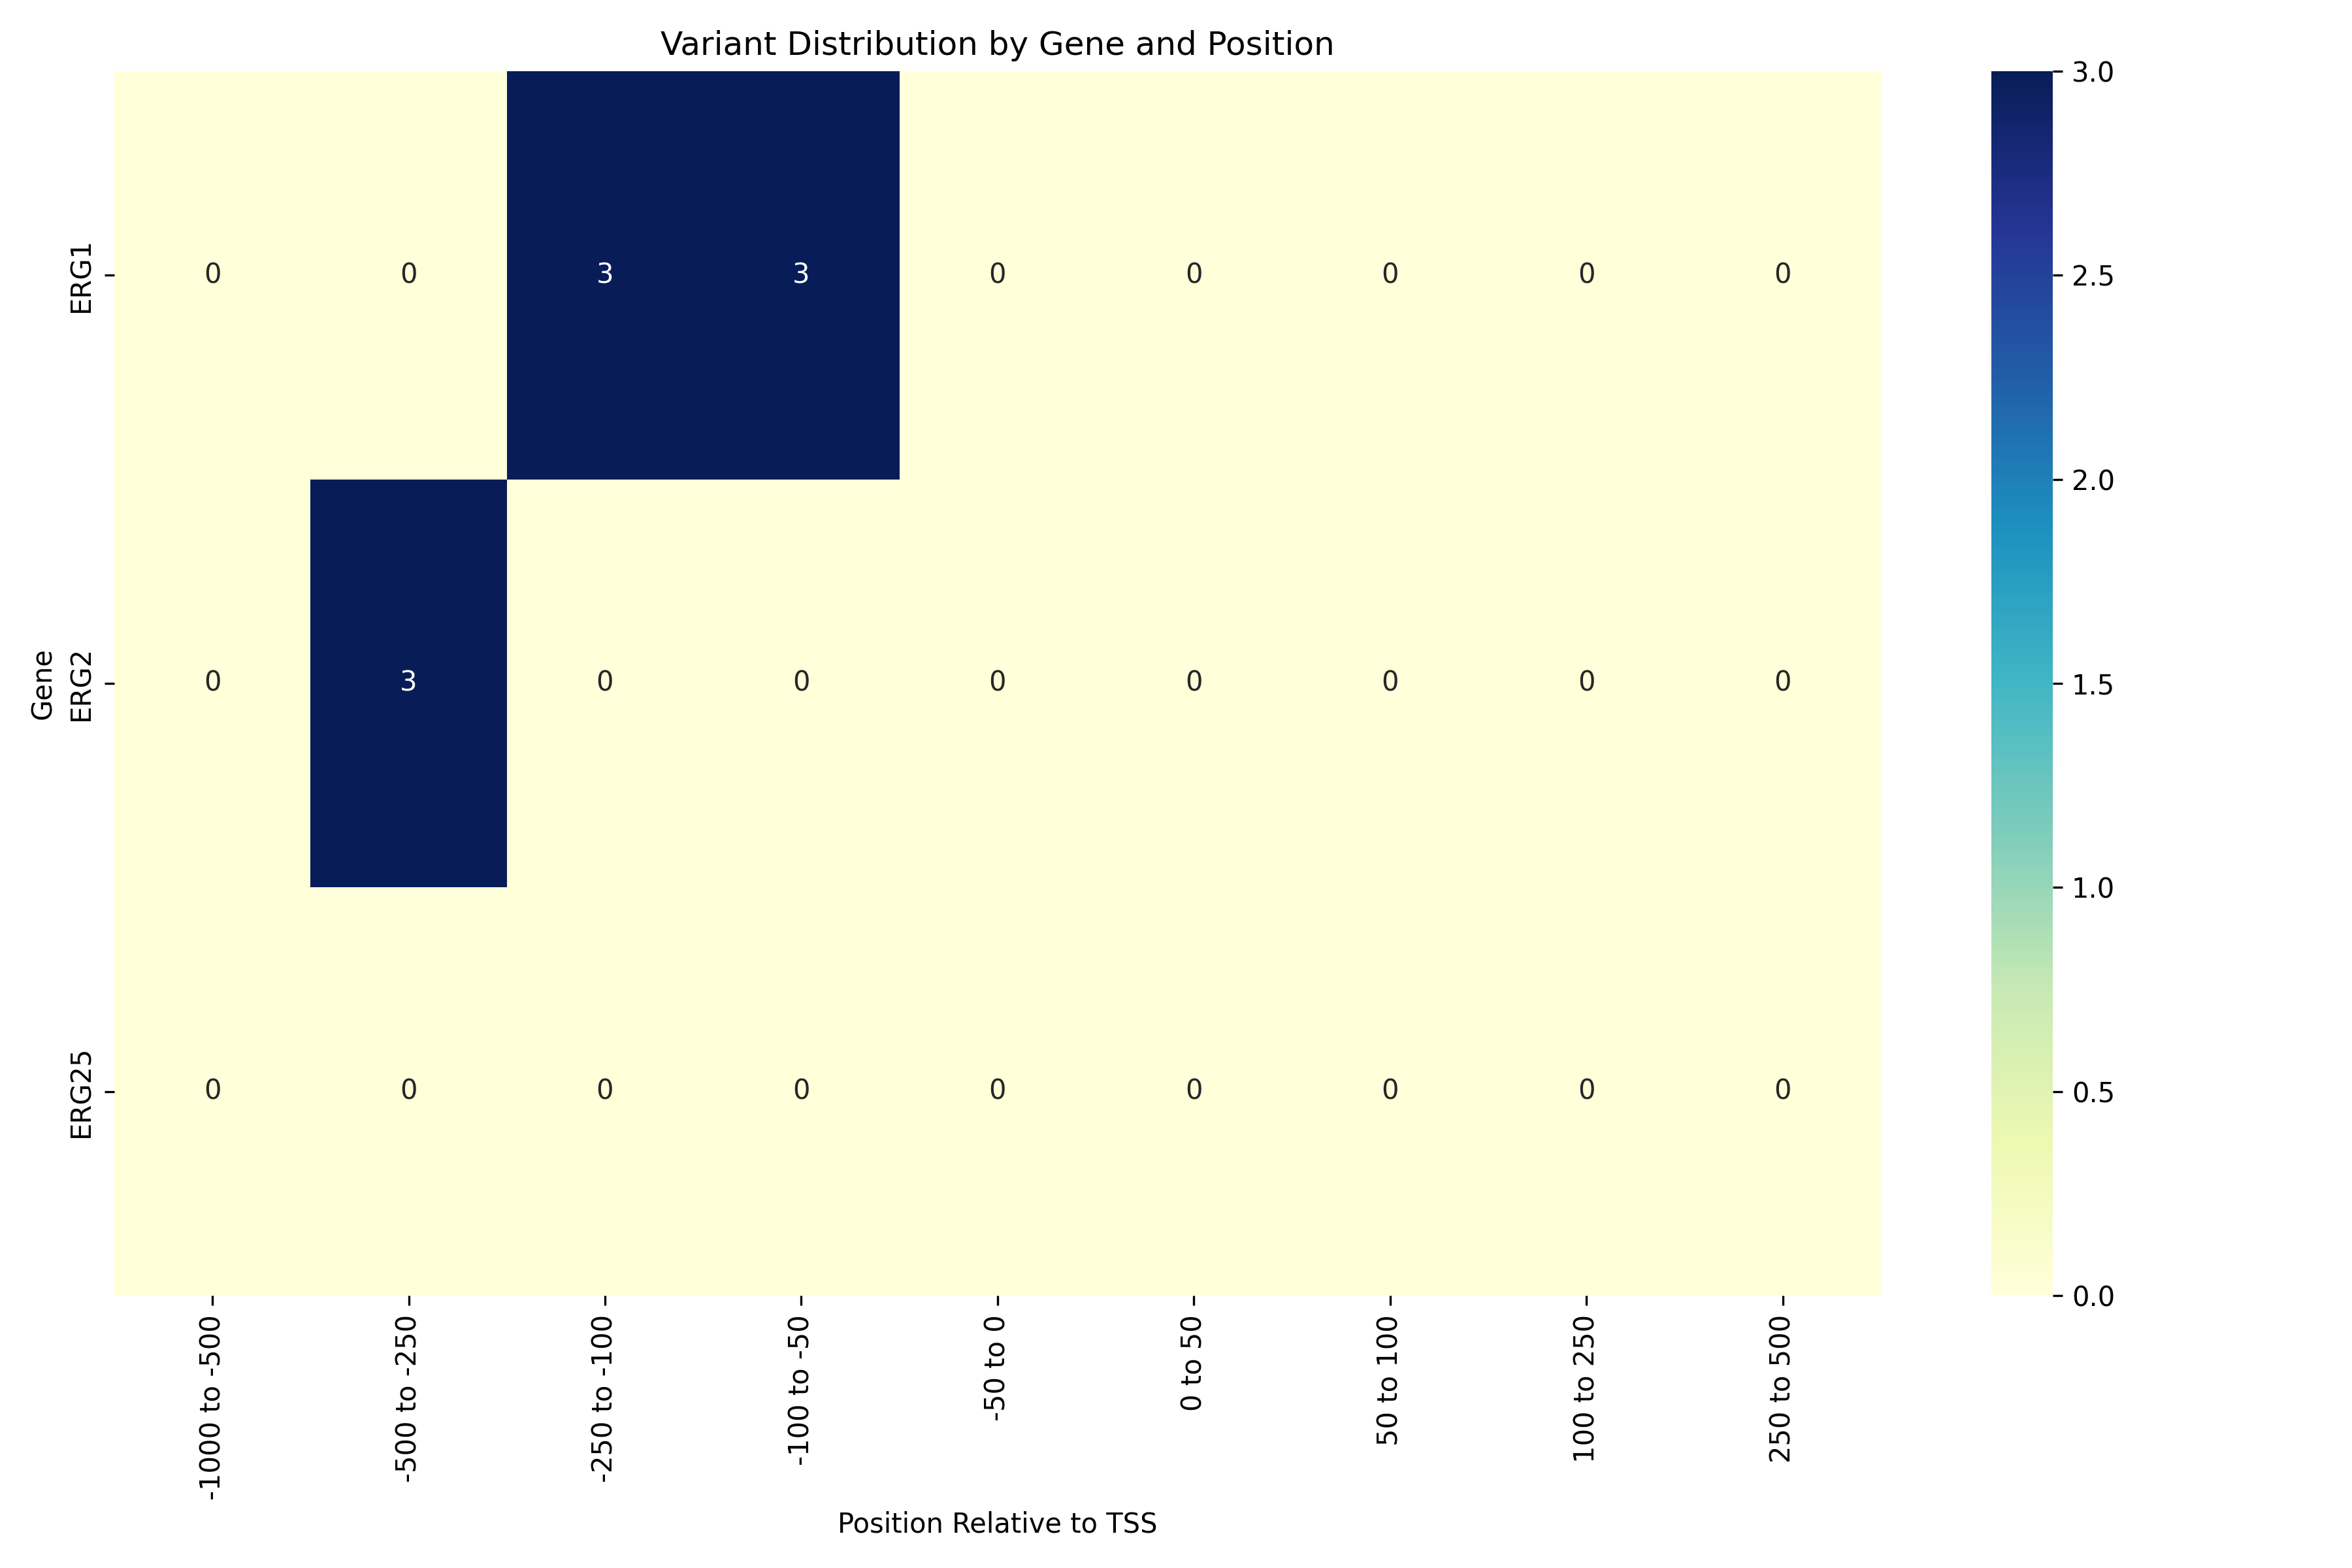 Variant Distribution by Gene and Position
Gene
ERG1
0 0 3 3 0 0 0 0 0
ERG2
0 3 0 0 0 0 0 0 0
ERG25
0 0 0 0 0 0 0 0 0
-1000 to -500
-500 to -250
-250 to -100
-100 to -50
-50 to 0
0 to 50
50 to 100
100 to 250
250 to 500
Position Relative to TSS
3.0
2.5
2.0
1.5
1.0
0.5
0.0